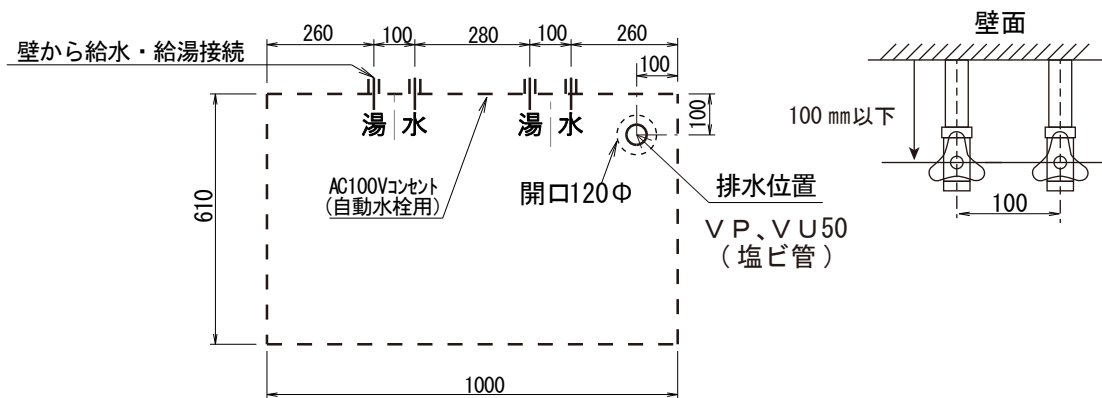 壁面
260
100
280
100
260
壁から給水・給湯接続
100
湯
水
湯
水
100
100㎜以下
610
AC100Vコンセント
(自動水栓用)
開口120Φ
排水位置
ＶＰ、ＶＵ50
（塩ビ管）
100
1000